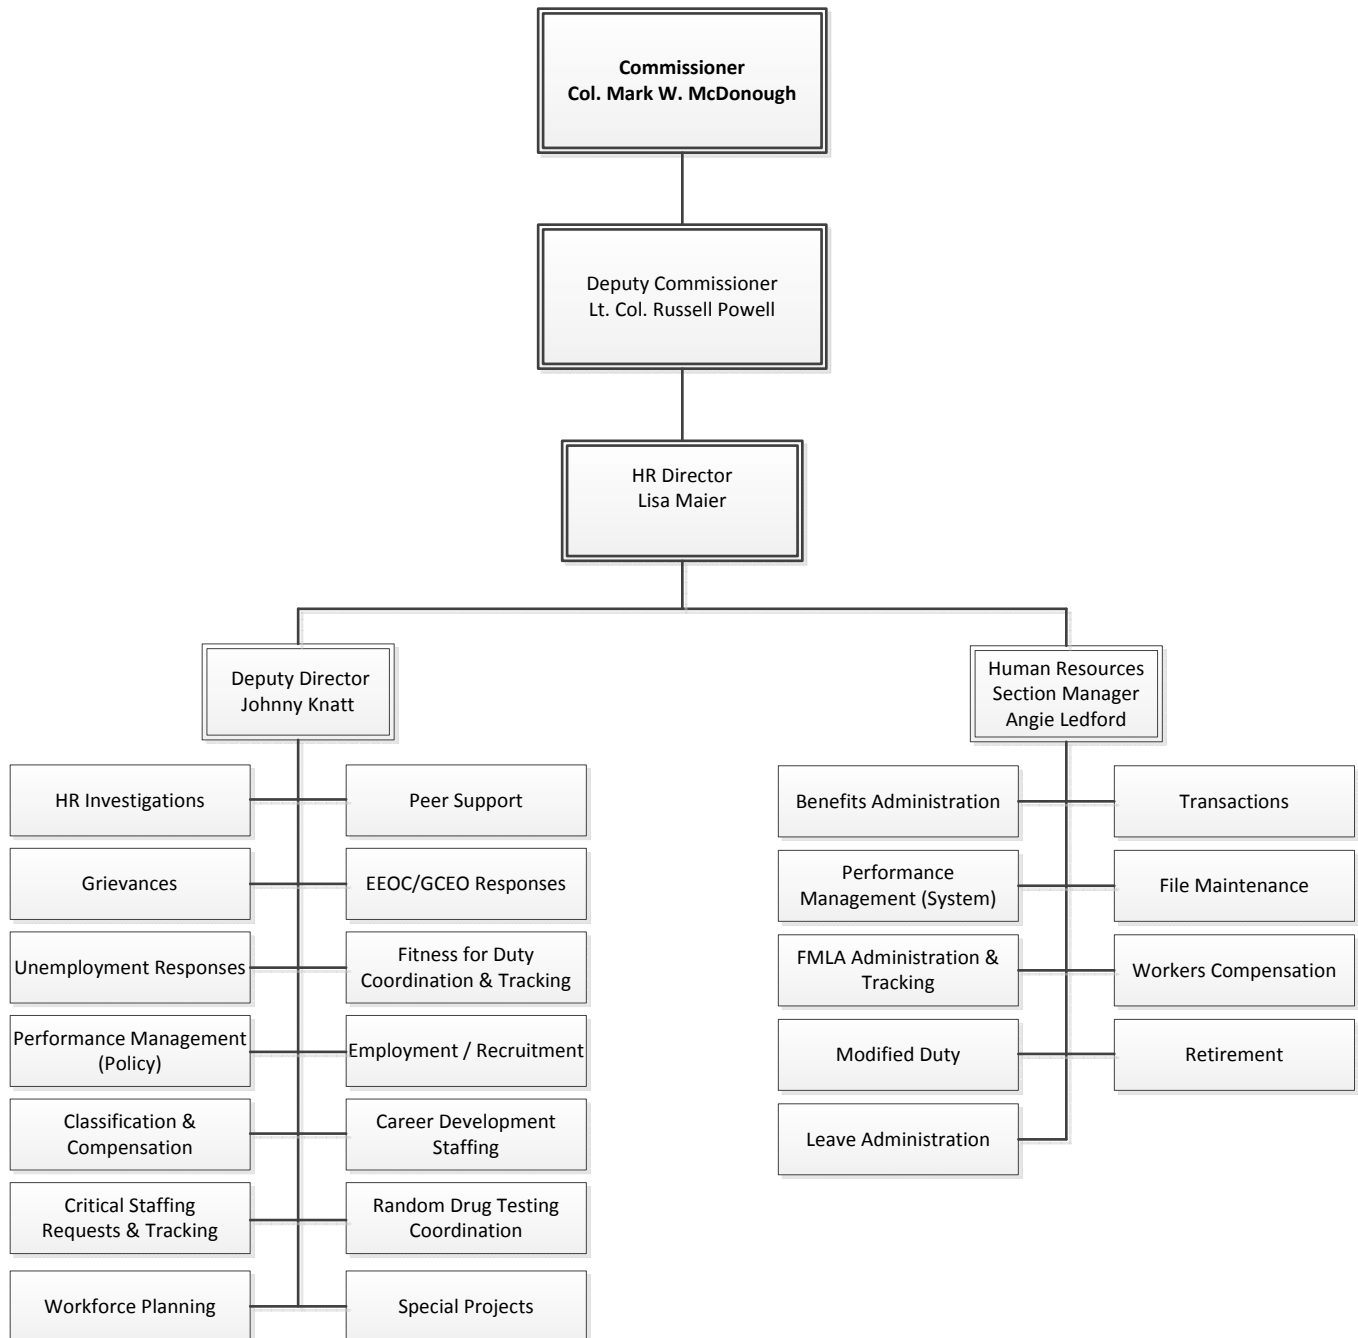 Commissioner
Col. Mark W. McDonough
Deputy Commissioner
Lt. Col. Russell Powell
HR Director
Lisa Maier
Deputy Director
Johnny Knatt
Human Resources
Section Manager
Angie Ledford
HR Investigations
Peer Support
Grievances
EEOC/GCEO Responses
Unemployment Responses
Fitness for Duty
Coordination & Tracking
Performance Management
(Policy)
Employment / Recruitment
Classification &
Compensation
Career Development
Staffing
Critical Staffing
Requests & Tracking
Random Drug Testing
Coordination
Workforce Planning
Special Projects
Benefits Administration
Transactions
Performance
Management (System)
File Maintenance
FMLA Administration &
Tracking
Workers Compensation
Modified Duty
Retirement
Leave Administration